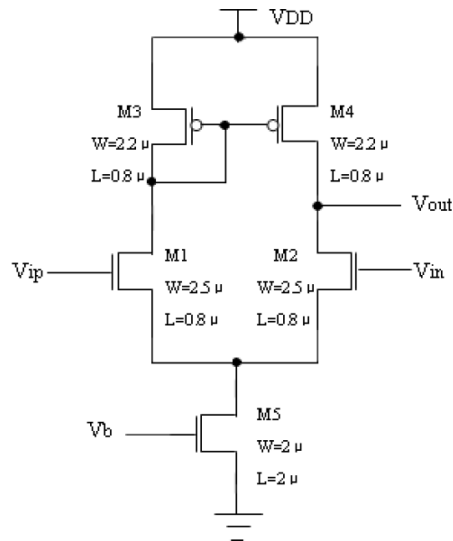 VDD
M3
W=2.2 μ
L=0.8 μ
M4
W=2.2 μ
L=0.8 μ
Vout
Vip
M1
W=2.5 μ
L=0.8 μ
M2
W=2.5 μ
L=0.8 μ
Vin
Vb
M5
W=2 μ
L=2 μ